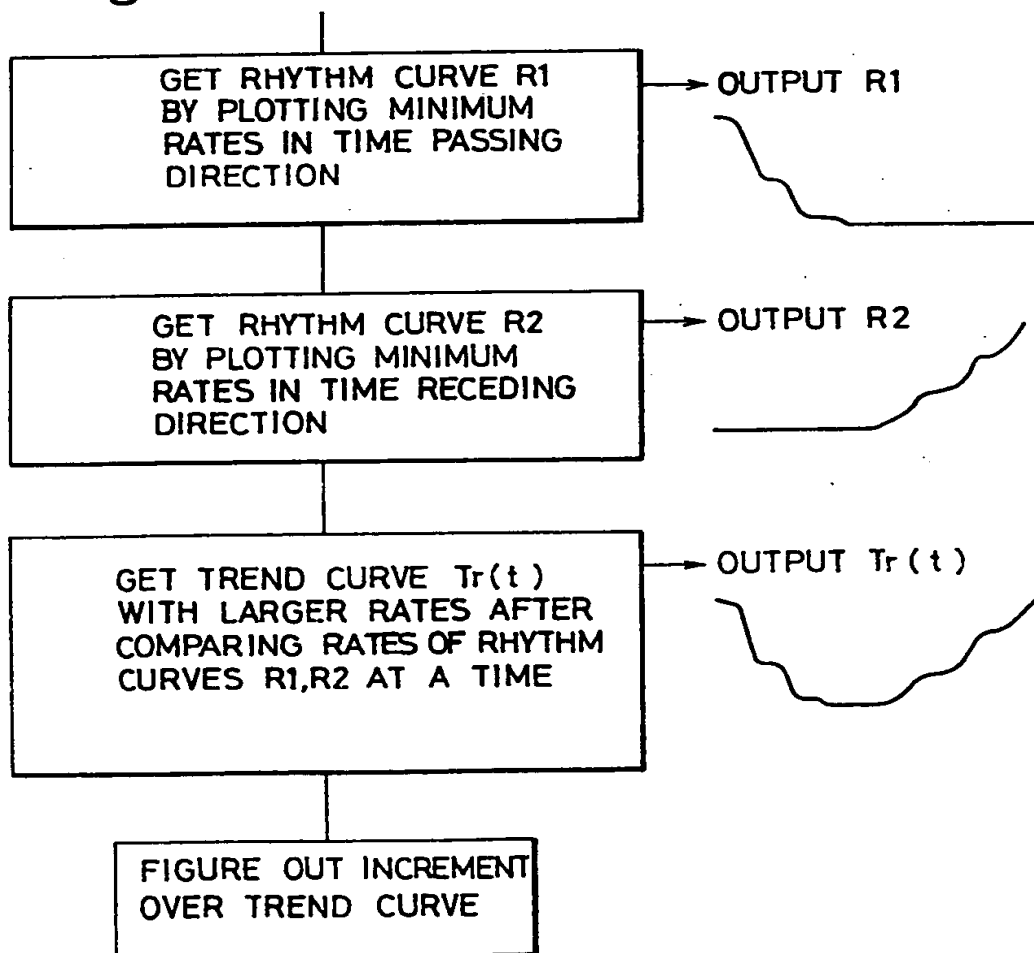 GET RHYTHM CURVE R1
BY PLOTTING MINIMUM
RATES IN TIME PASSING
DIRECTION
OUTPUT R1
GET RHYTHM CURVE R2
BY PLOTTING MINIMUM
RATES IN TIME RECEDING
DIRECTION
OUTPUT R2
GET TREND CURVE Tr(t)
WITH LARGER RATES AFTER
COMPARING RATES OF RHYTHM
CURVES R1,R2 AT A TIME
OUTPUT Tr(t)
FIGURE OUT INCREMENT
OVER TREND CURVE